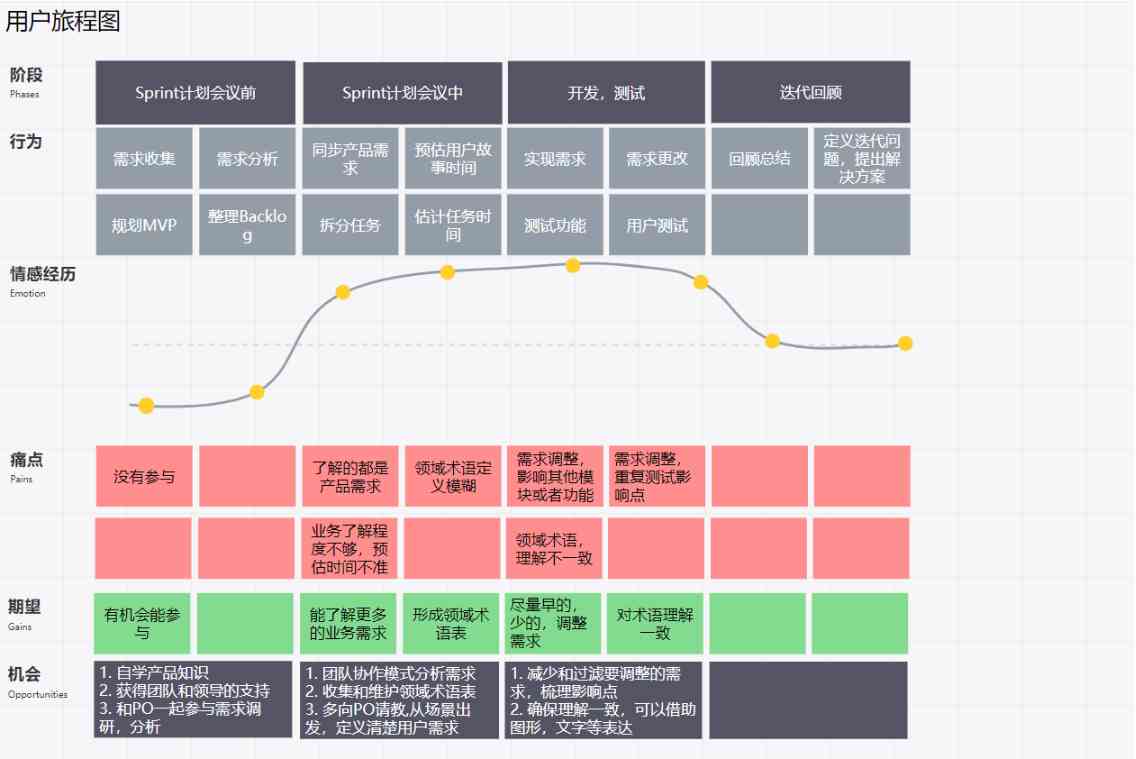 用户旅程图
阶段
Phases
Sprint计划会议前
Sprint计划会议中
开发，测试
迭代回顾
行为
需求收集
需求分析
同步产品需
求
预估用户故
事时间
实现需求
需求更改
回顾总结
定义迭代问
题，提出解
决方案
规划MVP
整理Backlo
g
拆分任务
估计任务时
间
测试功能
用户测试
情感经历
Emotion
痛点
Pains
没有参与
了解的都是
产品需求
领域术语定
义模糊
需求调整，
影响其他模
块或者功能
需求调整，
重复测试影
响点
业务了解程
度不够，预
估时间不准
领域术语，
理解不一致
期望
Gains
有机会能参
与
能了解更多
的业务需求
形成领域术
语表
尽量早的，
少的，调整
需求
对术语理解
一致
机会
Opportunities
1. 自学产品知识
2. 获得团队和领导的支持
3. 和PO一起参与需求调
研，分析
1. 团队协作模式分析需求
2. 收集和维护领域术语表
3. 多向PO请教,从场景出
发，定义清楚用户需求
1. 减少和过滤要调整的需
求，梳理影响点
2. 确保理解一致，可以借助
图形，文字等表达